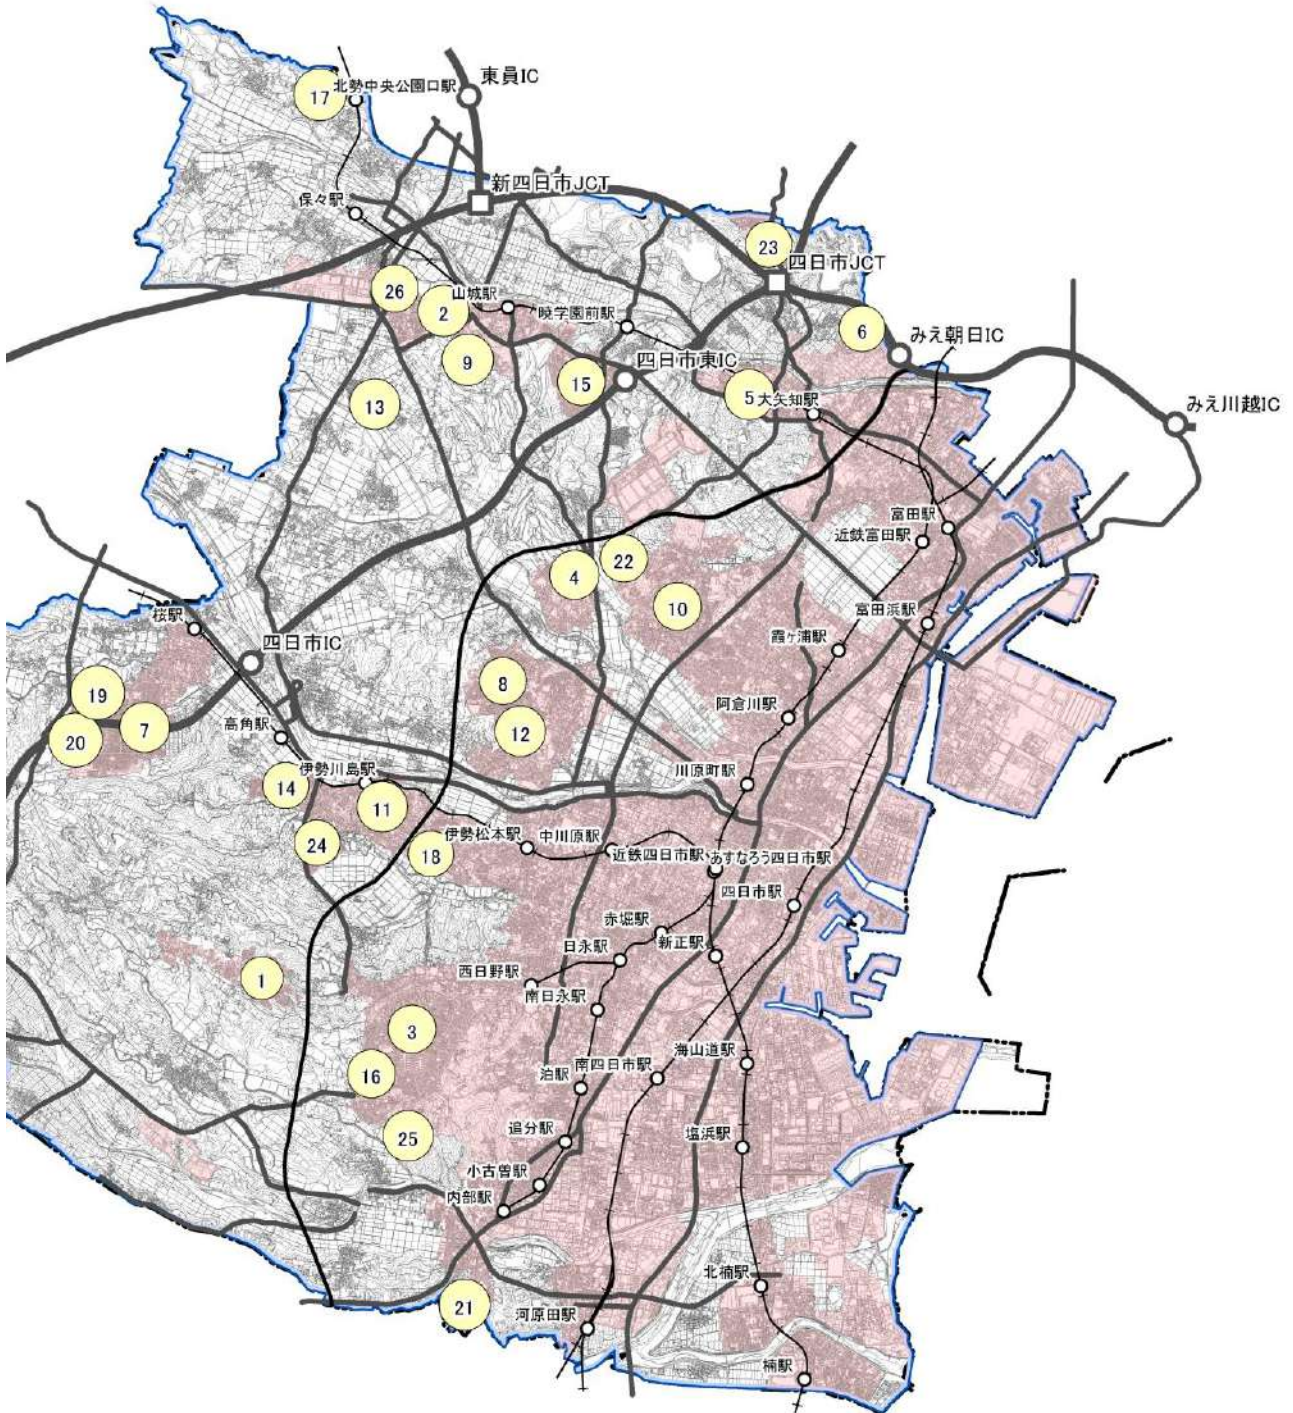 17
北勢中央公園口駅
東員IC
新四日市JCT
保々駅
23
四日市JCT
26
2
山城駅
暁学園前駅
6
みえ朝日IC
9
15
四日市東IC
13
5
大矢知駅
みえ川越IC
富田駅
近鉄富田駅
22
4
10
富田浜駅
桜駅
四日市IC
霞ヶ浦駅
19
8
阿倉川駅
20
7
高角駅
12
伊勢川島駅
川原町駅
14
11
24
18
伊勢松本駅
中川原駅
近鉄四日市駅
あすなろう四日市駅
四日市駅
赤堀駅
日永駅
新正駅
1
西日野駅
南日永駅
3
16
泊駅
南四日市駅
海山道駅
25
追分駅
塩浜駅
小古曽駅
内部駅
北楠駅
21
河原田駅
楠駅